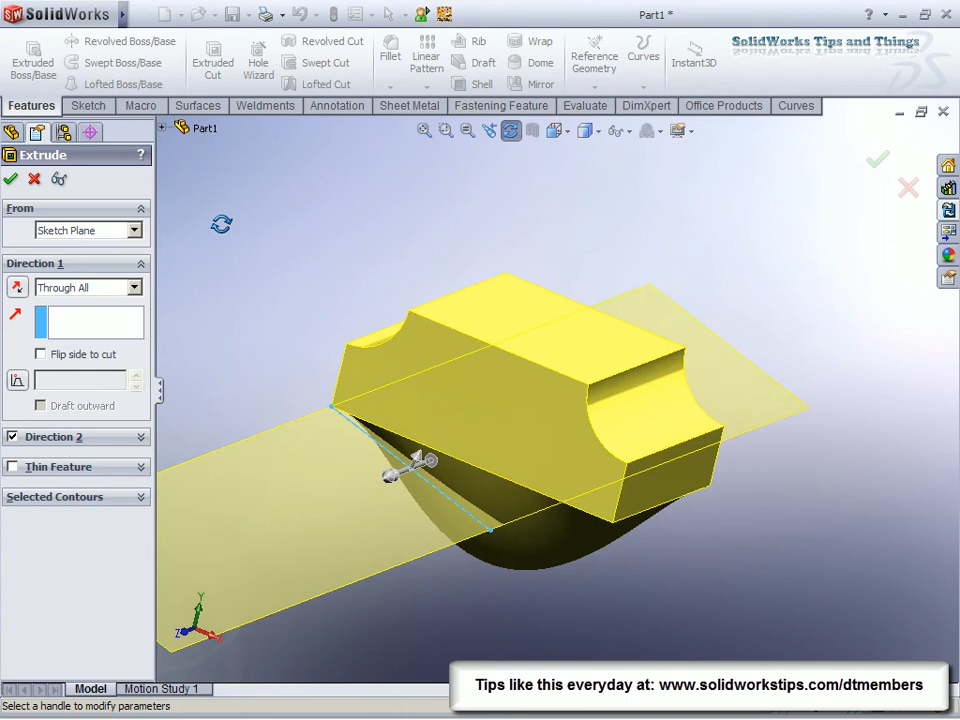 SolidWorks
Part1 *
SolidWorks Tips and Things
Extruded Boss/Base
Revolved Boss/Base
Swept Boss/Base
Lofted Boss/Base
Extruded Cut
Hole Wizard
Revolved Cut
Swept Cut
Lofted Cut
Fillet
Linear Pattern
Rib
Draft
Shell
Wrap
Dome
Mirror
Reference Geometry
Curves
Instant3D
Features
Sketch
Macro
Surfaces
Weldments
Annotation
Sheet Metal
Fastening Feature
Evaluate
DimXpert
Office Products
Curves
Part1
Extrude
?
From
Sketch Plane
Direction 1
Through All
Flip side to cut
Draft outward
Direction 2
Thin Feature
Selected Contours
Y
Z
X
Model
Motion Study 1
Tips like this everyday at: www.solidworkstips.com/dtmembers
Select a handle to modify parameters